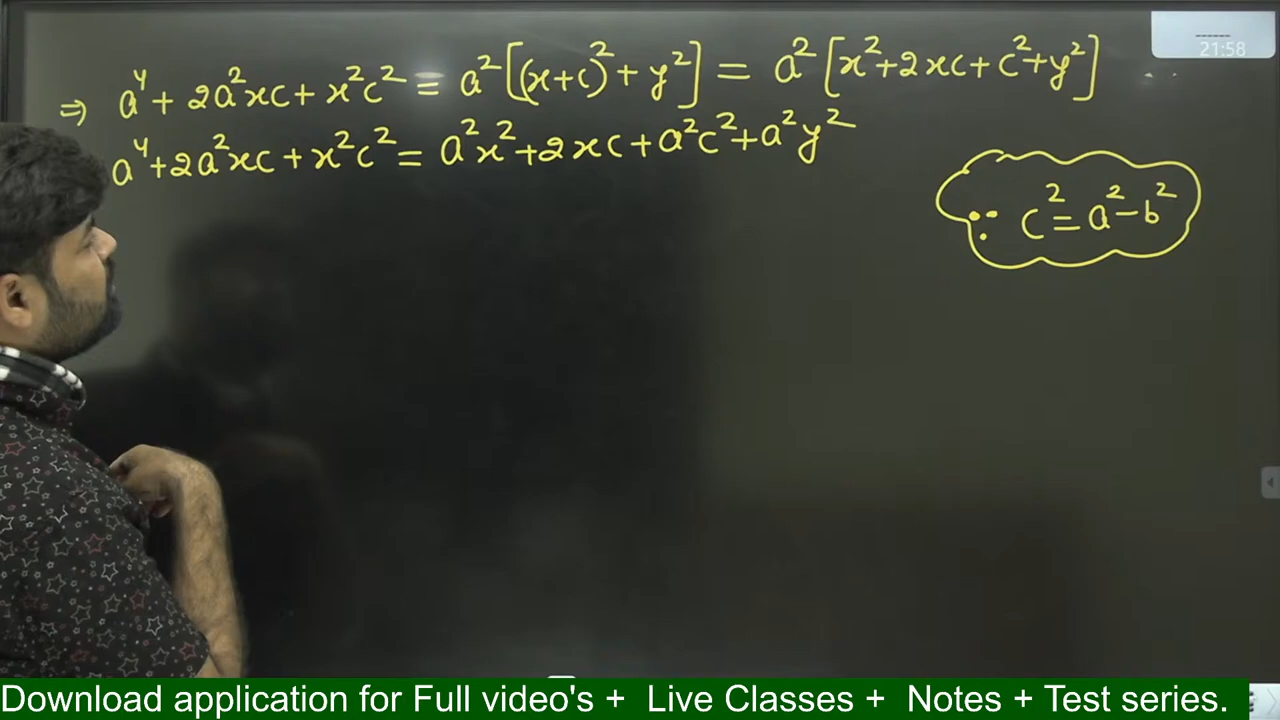 21:58
⇒ a⁴ + 2a²xc + x²c² = a²[(x+c)² + y²] = a²[x²+2xc+c²+y²]
a⁴+2a²xc+x²c² = a²x²+2xc+a²c²+a²y²
∵ c² = a²-b²
Download application for Full video's + Live Classes + Notes + Test series.